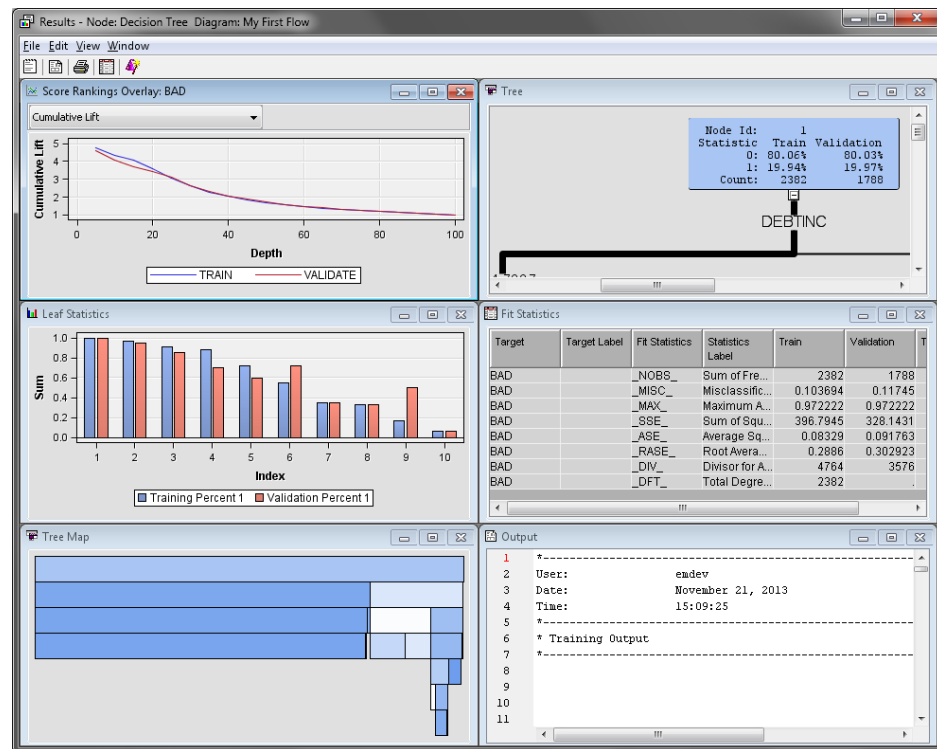 Results - Node: Decision Tree Diagram: My First Flow
File Edit View Window
Score Rankings Overlay: BAD
Cumulative Lift
Cumulative Lift
5
4
3
2
1
0 20 40 60 80 100
Depth
TRAIN VALIDATE
Tree
Node Id: 1
Statistic Train Validation
0: 80.06% 80.03%
1: 19.94% 19.97%
Count: 2382 1788
DEBTINC
Leaf Statistics
Sum
1.0
0.8
0.6
0.4
0.2
0.0
1 2 3 4 5 6 7 8 9 10
Index
Training Percent 1 Validation Percent 1
Fit Statistics
Target Target Label Fit Statistics Statistics Label Train Validation T
BAD _NOBS_ Sum of Fre... 2382 1788
BAD _MISC_ Misclassific... 0.103694 0.11745
BAD _MAX_ Maximum A... 0.972222 0.972222
BAD _SSE_ Sum of Squ... 396.7945 328.1431
BAD _ASE_ Average Sq... 0.08329 0.091763
BAD _RASE_ Root Avera... 0.2886 0.302923
BAD _DIV_ Divisor for A... 4764 3576
BAD _DFT_ Total Degre... 2382 .
Tree Map
Output
1 *------------------------------------------------------------
2 User: emdev
3 Date: November 21, 2013
4 Time: 15:09:25
5 *------------------------------------------------------------
6 * Training Output
7 *------------------------------------------------------------
8
9
10
11